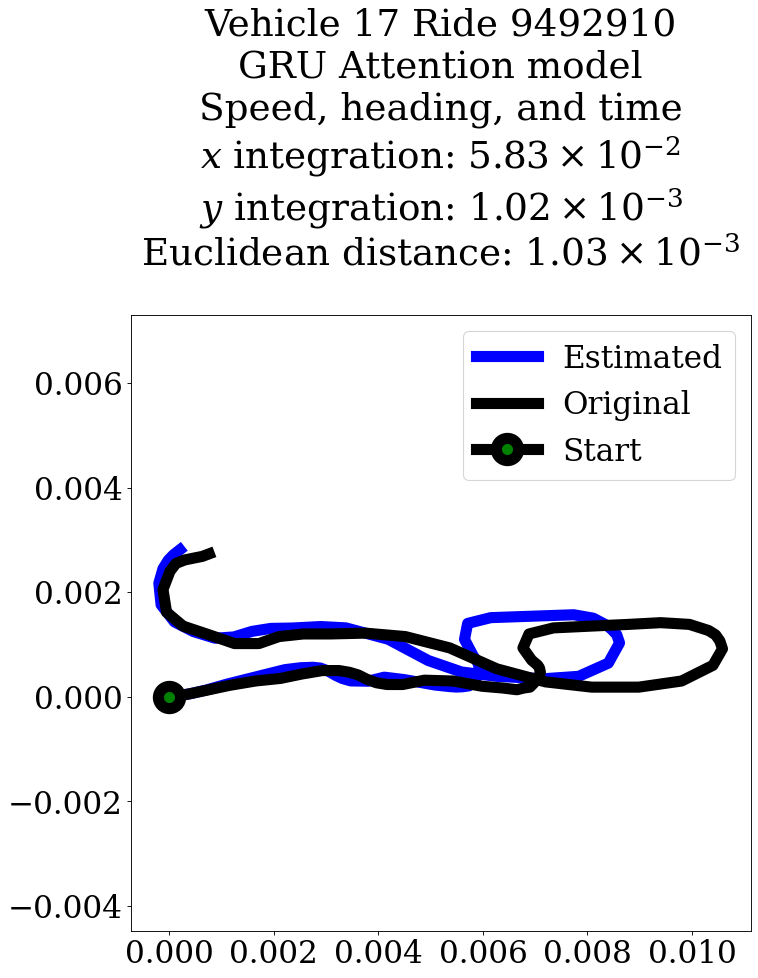 Vehicle 17 Ride 9492910
GRU Attention model
Speed, heading, and time
x integration: 5.83 × 10⁻²
y integration: 1.02 × 10⁻³
Euclidean distance: 1.03 × 10⁻³
Estimated
Original
Start
0.006
0.004
0.002
0.000
−0.002
−0.004
0.000 0.002 0.004 0.006 0.008 0.010